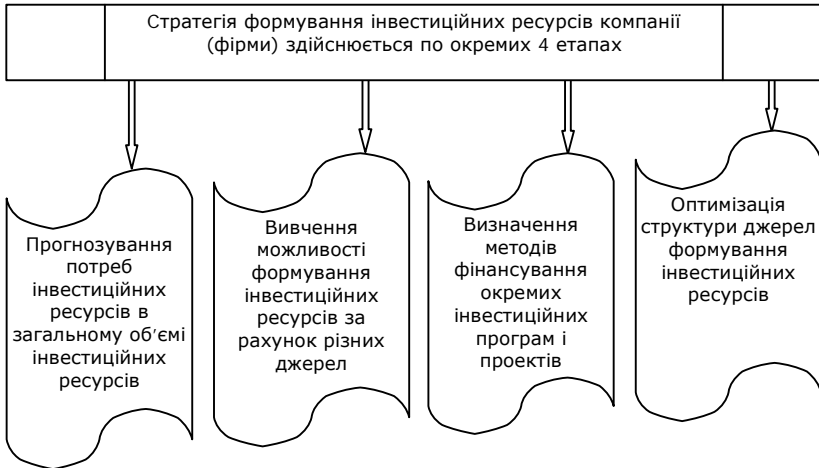 Стратегія формування інвестиційних ресурсів компанії
(фірми) здійснюється по окремих 4 етапах
Прогнозування
потреб
інвестиційних
ресурсів в
загальному об’ємі
інвестиційних
ресурсів
Вивчення
можливості
формування
інвестиційних
ресурсів за
рахунок різних
джерел
Визначення
методів
фінансування
окремих
інвестиційних
програм і
проектів
Оптимізація
структури джерел
формування
інвестиційних
ресурсів